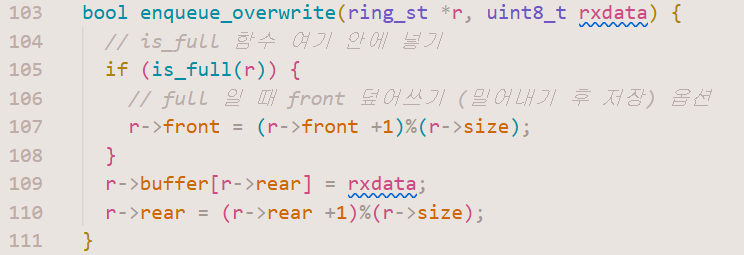 103 bool enqueue_overwrite(ring_st *r, uint8_t rxdata) {
104   // is_full 함수 여기 안에 넣기
105   if (is_full(r)) {
106     // full 일 때 front 덮어쓰기 (밀어내기 후 저장) 옵션
107     r->front = (r->front +1)%(r->size);
108   }
109   r->buffer[r->rear] = rxdata;
110   r->rear = (r->rear +1)%(r->size);
111 }